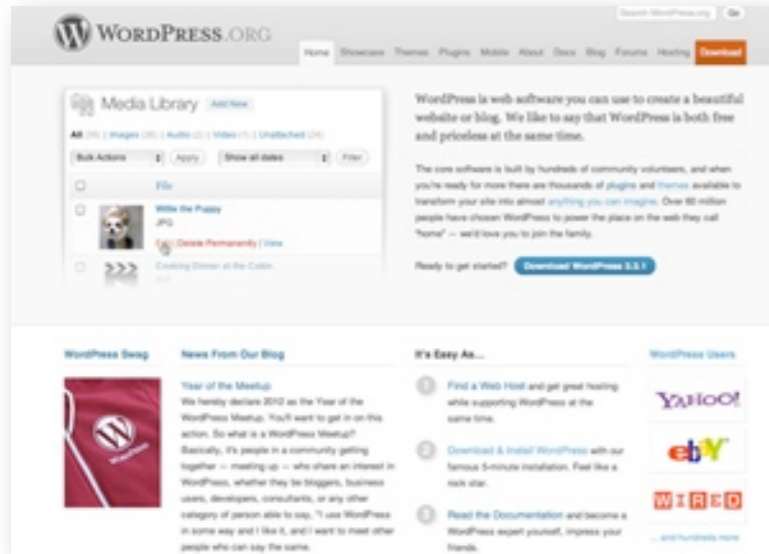 Search WordPress.org Go
WORDPRESS.ORG
Home Showcase Themes Plugins Mobile About Docs Blog Forums Hosting Download
Media Library Add New
All | Images | Audio | Video | Unattached
Bulk Actions Apply Show all dates Filter
File
Willie the Puppy
JPG
Delete Permanently | View
Cooking Dinner at the Cabin
WordPress is web software you can use to create a beautiful
website or blog. We like to say that WordPress is both free
and priceless at the same time.
The core software is built by hundreds of community volunteers, and when
you're ready for more there are thousands of plugins and themes available to
transform your site into almost anything you can imagine. Over 60 million
people have chosen WordPress to power the place on the web they call
"home" — we'd love you to join the family.
Ready to get started? Download WordPress 3.3.1
WordPress Swag
WordPress
News From Our Blog
Year of the Meetup
We hereby declare 2012 as the Year of the
WordPress Meetup. You'll want to get in on this
action. So what is a WordPress Meetup?
Basically, it's people in a community getting
together — meeting up — who share an interest in
WordPress, whether they be bloggers, business
users, developers, consultants, or any other
category of person able to say, "I use WordPress
in some way and I like it, and I want to meet other
people who can say the same.
It's Easy As...
1 Find a Web Host and get great hosting
while supporting WordPress at the
same time.
2 Download & Install WordPress with our
famous 5-minute installation. Feel like a
rock star.
3 Read the Documentation and become a
WordPress expert yourself, impress your
friends.
WordPress Users
YAHOO!
ebY
WIRED
... and hundreds more